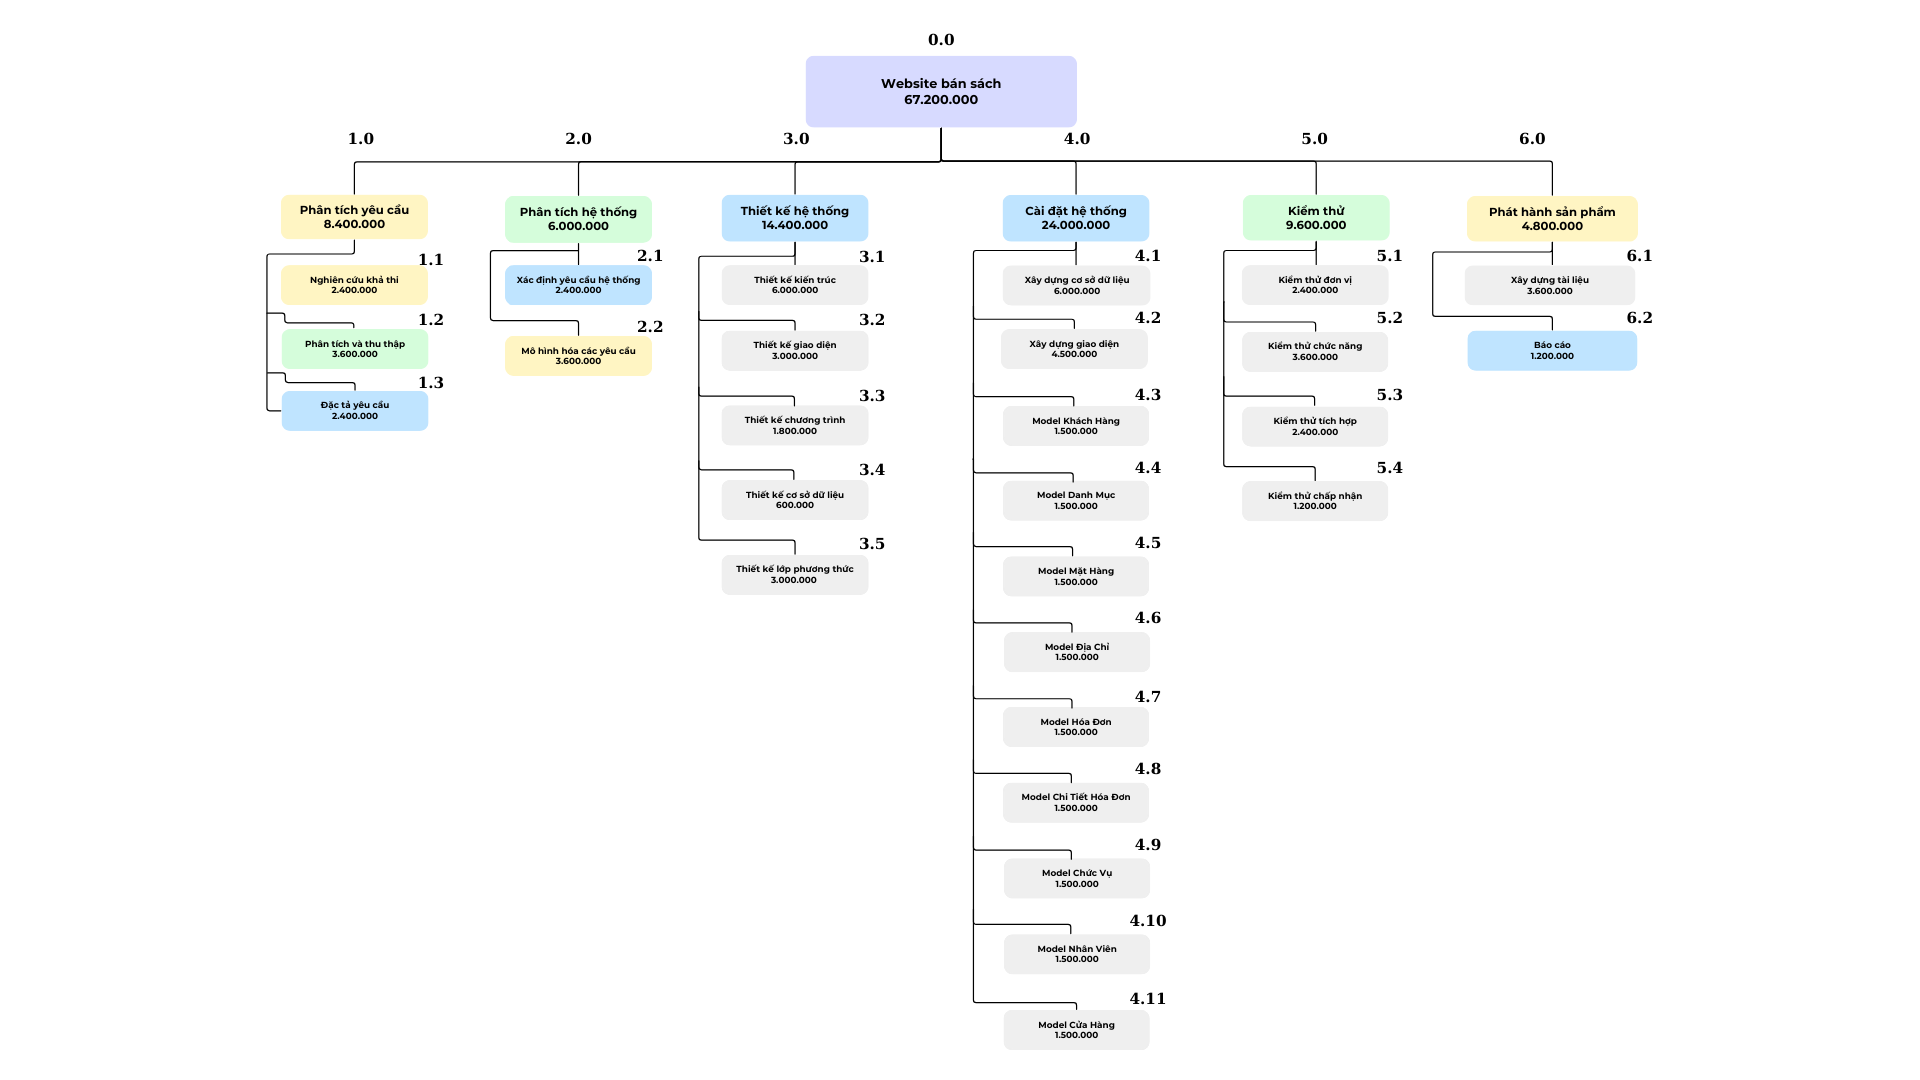 0.0
Website bán sách
67.200.000
1.0
2.0
3.0
4.0
5.0
6.0
Phân tích yêu cầu
8.400.000
1.1
Nghiên cứu khả thi
2.400.000
1.2
Phân tích và thu thập
3.600.000
1.3
Đặc tả yêu cầu
2.400.000
Phân tích hệ thống
6.000.000
2.1
Xác định yêu cầu hệ thống
2.400.000
2.2
Mô hình hóa các yêu cầu
3.600.000
Thiết kế hệ thống
14.400.000
3.1
Thiết kế kiến trúc
6.000.000
3.2
Thiết kế giao diện
3.000.000
3.3
Thiết kế chương trình
1.800.000
3.4
Thiết kế cơ sở dữ liệu
600.000
3.5
Thiết kế lớp phương thức
3.000.000
Cài đặt hệ thống
24.000.000
4.1
Xây dựng cơ sở dữ liệu
6.000.000
4.2
Xây dựng giao diện
4.500.000
4.3
Model Khách Hàng
1.500.000
4.4
Model Danh Mục
1.500.000
4.5
Model Mặt Hàng
1.500.000
4.6
Model Địa Chỉ
1.500.000
4.7
Model Hóa Đơn
1.500.000
4.8
Model Chi Tiết Hóa Đơn
1.500.000
4.9
Model Chức Vụ
1.500.000
4.10
Model Nhân Viên
1.500.000
4.11
Model Cửa Hàng
1.500.000
Kiểm thử
9.600.000
5.1
Kiểm thử đơn vị
2.400.000
5.2
Kiểm thử chức năng
3.600.000
5.3
Kiểm thử tích hợp
2.400.000
5.4
Kiểm thử chấp nhận
1.200.000
Phát hành sản phẩm
4.800.000
6.1
Xây dựng tài liệu
3.600.000
6.2
Báo cáo
1.200.000